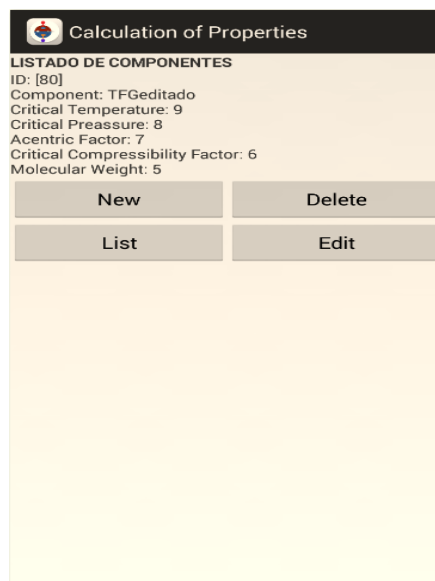 Calculation of Properties
LISTADO DE COMPONENTES
ID: [80]
Component: TFGeditado
Critical Temperature: 9
Critical Preassure: 8
Acentric Factor: 7
Critical Compressibility Factor: 6
Molecular Weight: 5
New Delete
List Edit